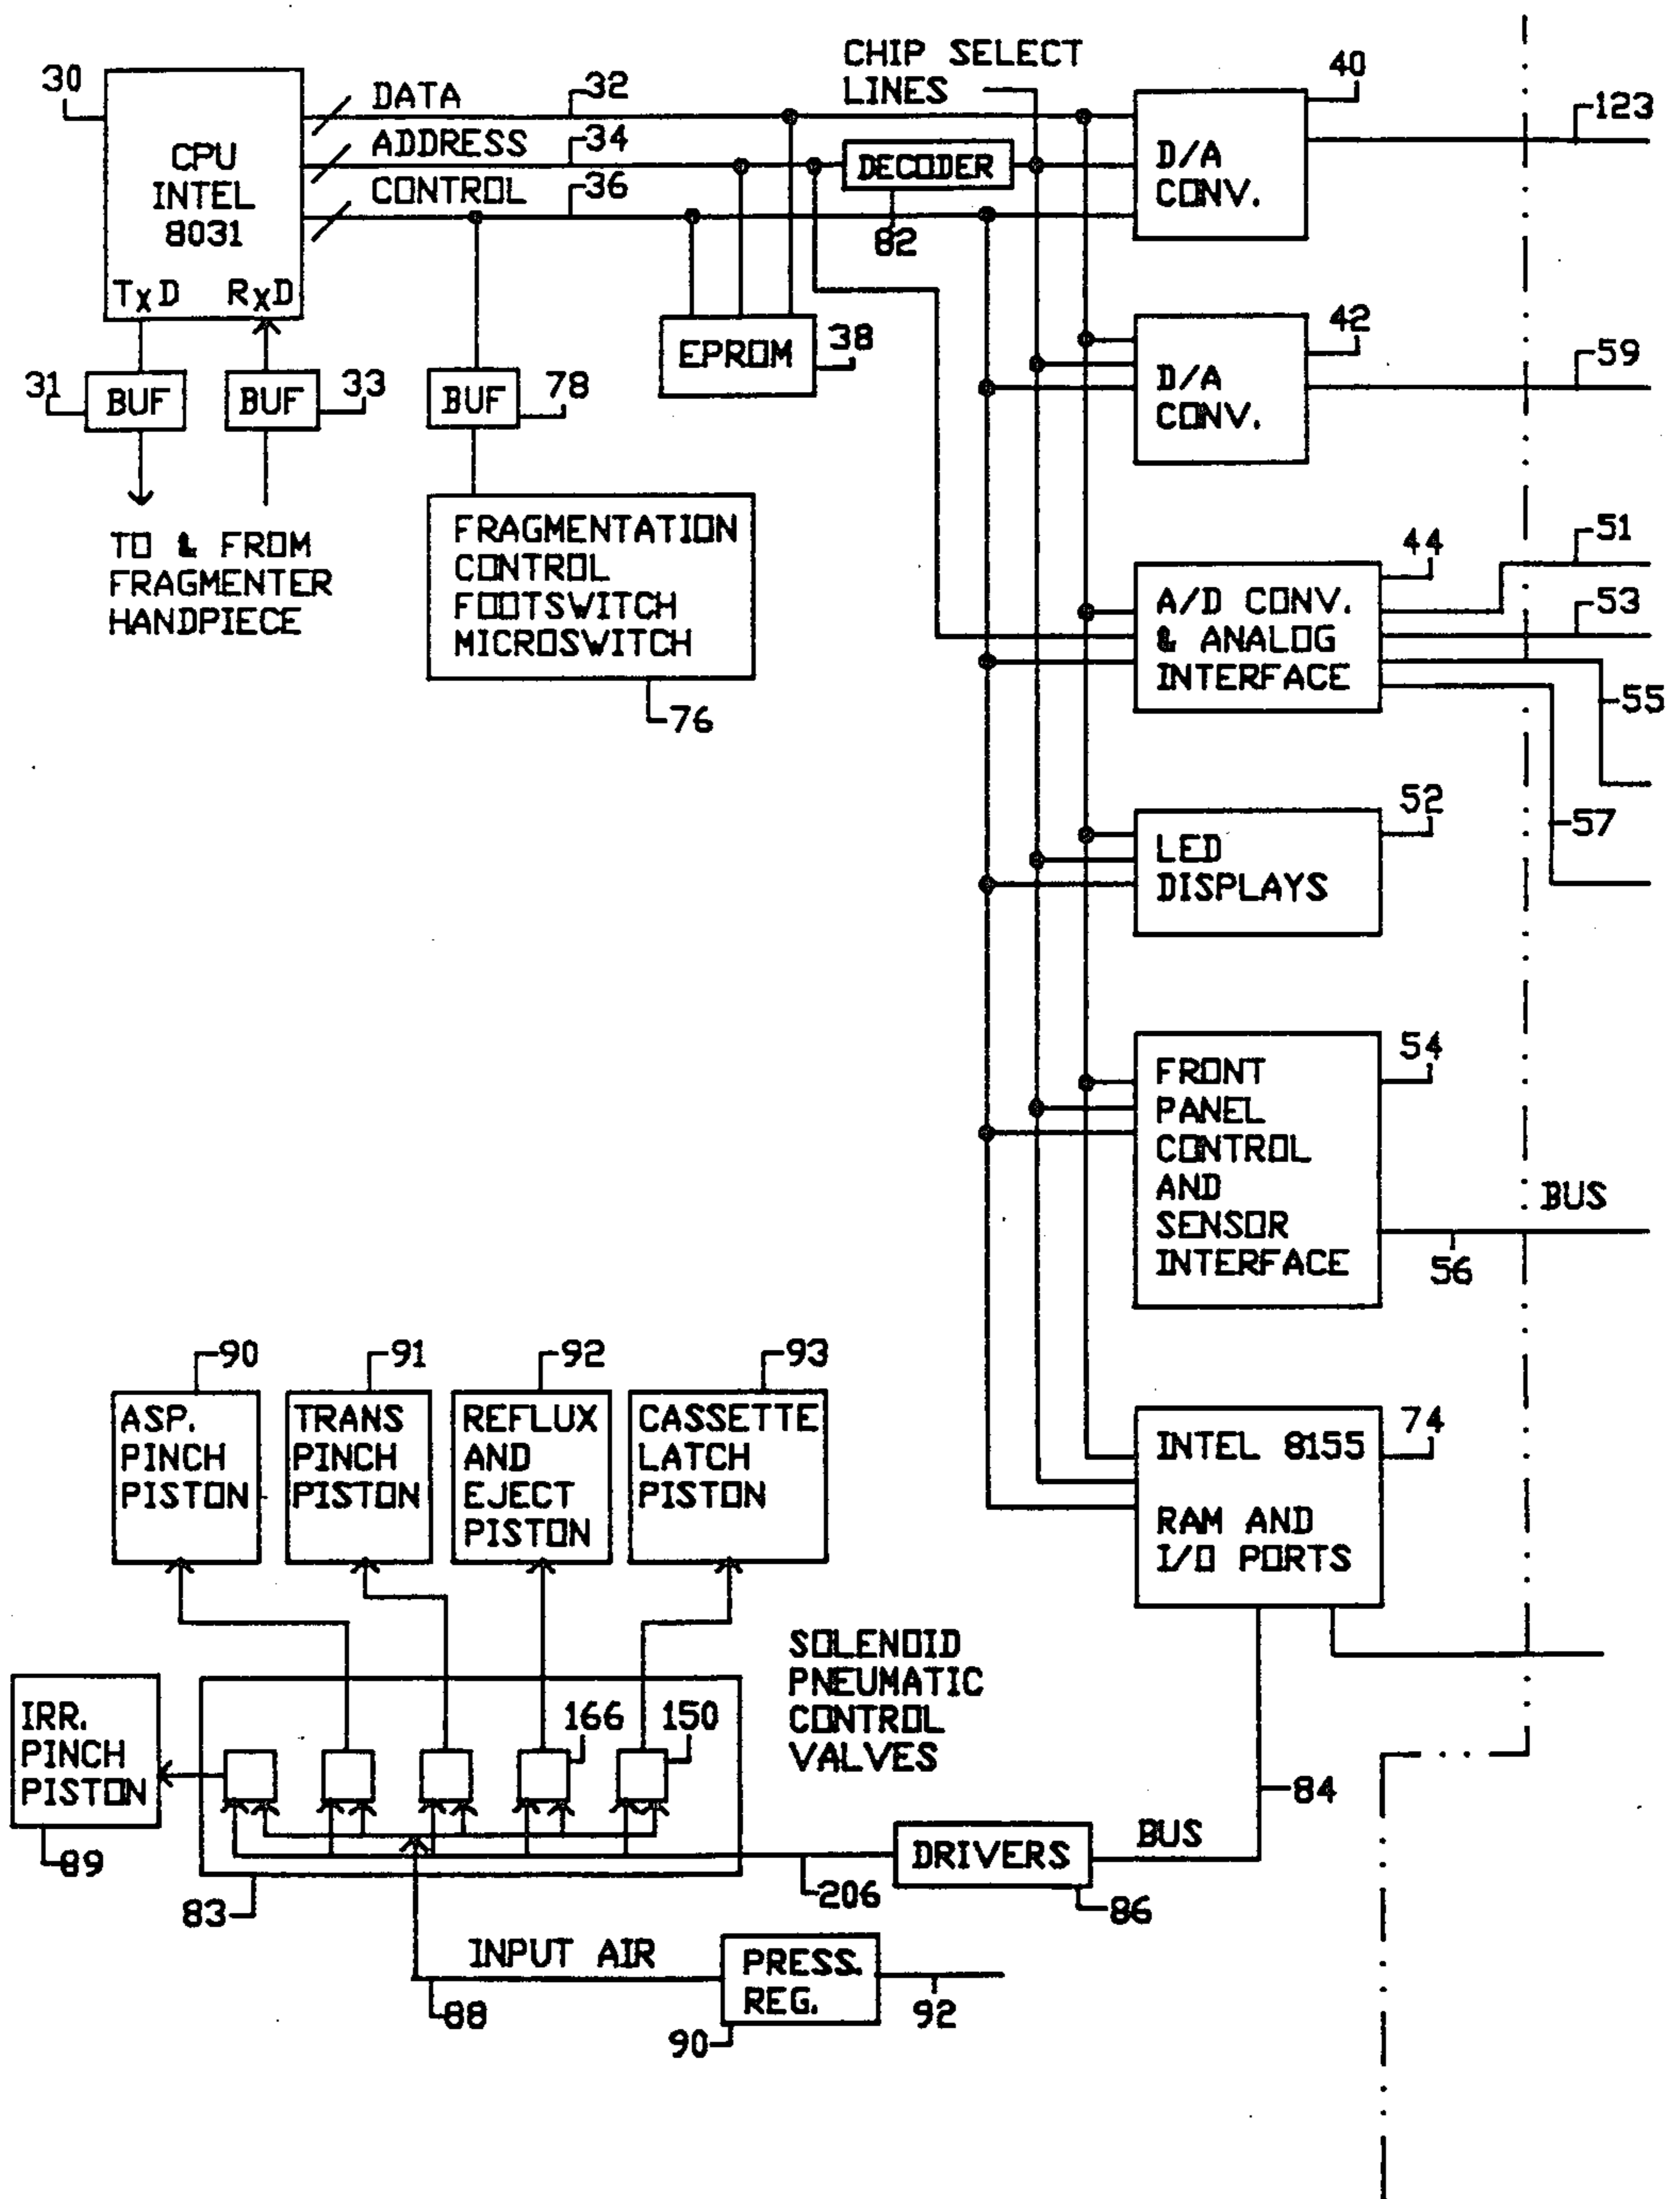 CHIP SELECT
LINES
30
CPU
INTEL
8031
TxD RxD
DATA
32
ADDRESS
34
CONTROL
36
DECODER
82
40
D/A
CONV.
123
31
BUF
BUF
33
BUF
78
EPROM
38
42
D/A
CONV.
59
TO & FROM
FRAGMENTER
HANDPIECE
FRAGMENTATION
CONTROL
FOOTSWITCH
MICROSWITCH
76
44
A/D CONV.
& ANALOG
INTERFACE
51
53
55
57
52
LED
DISPLAYS
54
FRONT
PANEL
CONTROL
AND
SENSOR
INTERFACE
BUS
56
90
ASP.
PINCH
PISTON
91
TRANS
PINCH
PISTON
92
REFLUX
AND
EJECT
PISTON
93
CASSETTE
LATCH
PISTON
74
INTEL 8155
RAM AND
I/O PORTS
SOLENOID
PNEUMATIC
CONTROL
VALVES
IRR.
PINCH
PISTON
89
166
150
83
84
BUS
DRIVERS
86
206
INPUT AIR
88
PRESS.
REG.
90
92